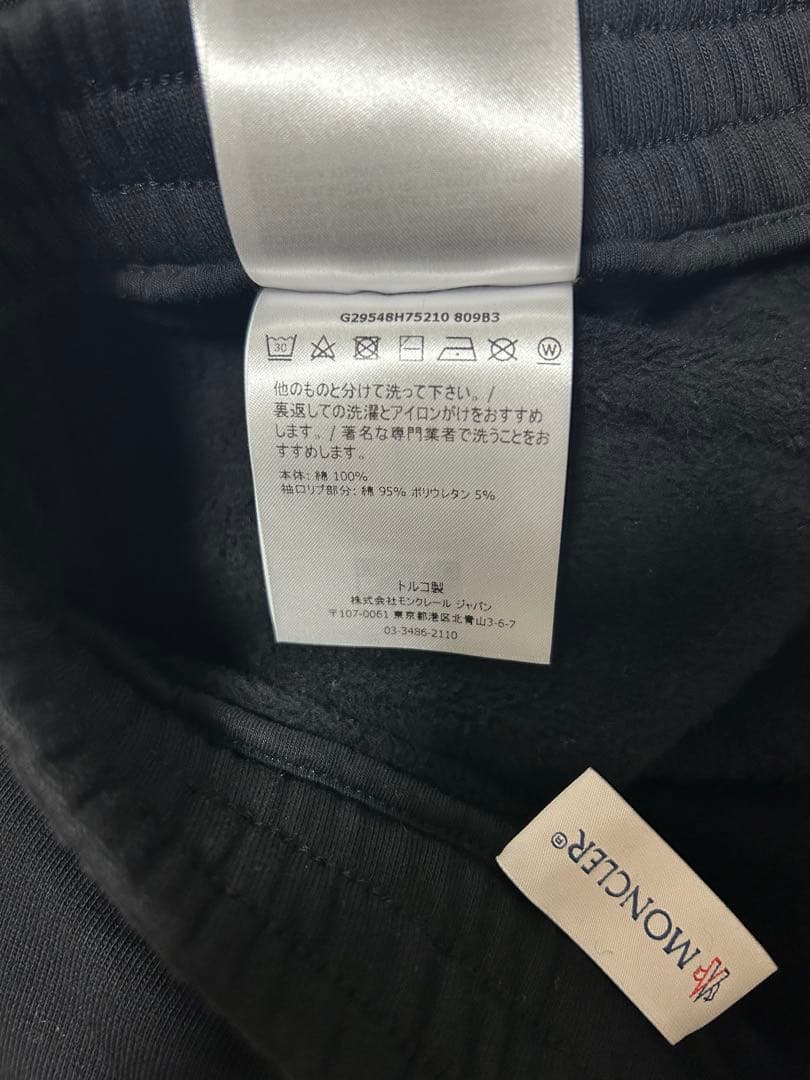 G29548H75210 809B3
30
W
他のものと分けて洗って下さい。/
裏返しての洗濯とアイロンがけをおすすめ
します。/ 著名な専門業者で洗うことをお
すすめします。
本体: 綿 100%
袖口リブ部分: 綿 95% ポリウレタン 5%
トルコ製
株式会社モンクレール ジャパン
〒107-0061 東京都港区北青山3-6-7
03-3486-2110
MONCLER®